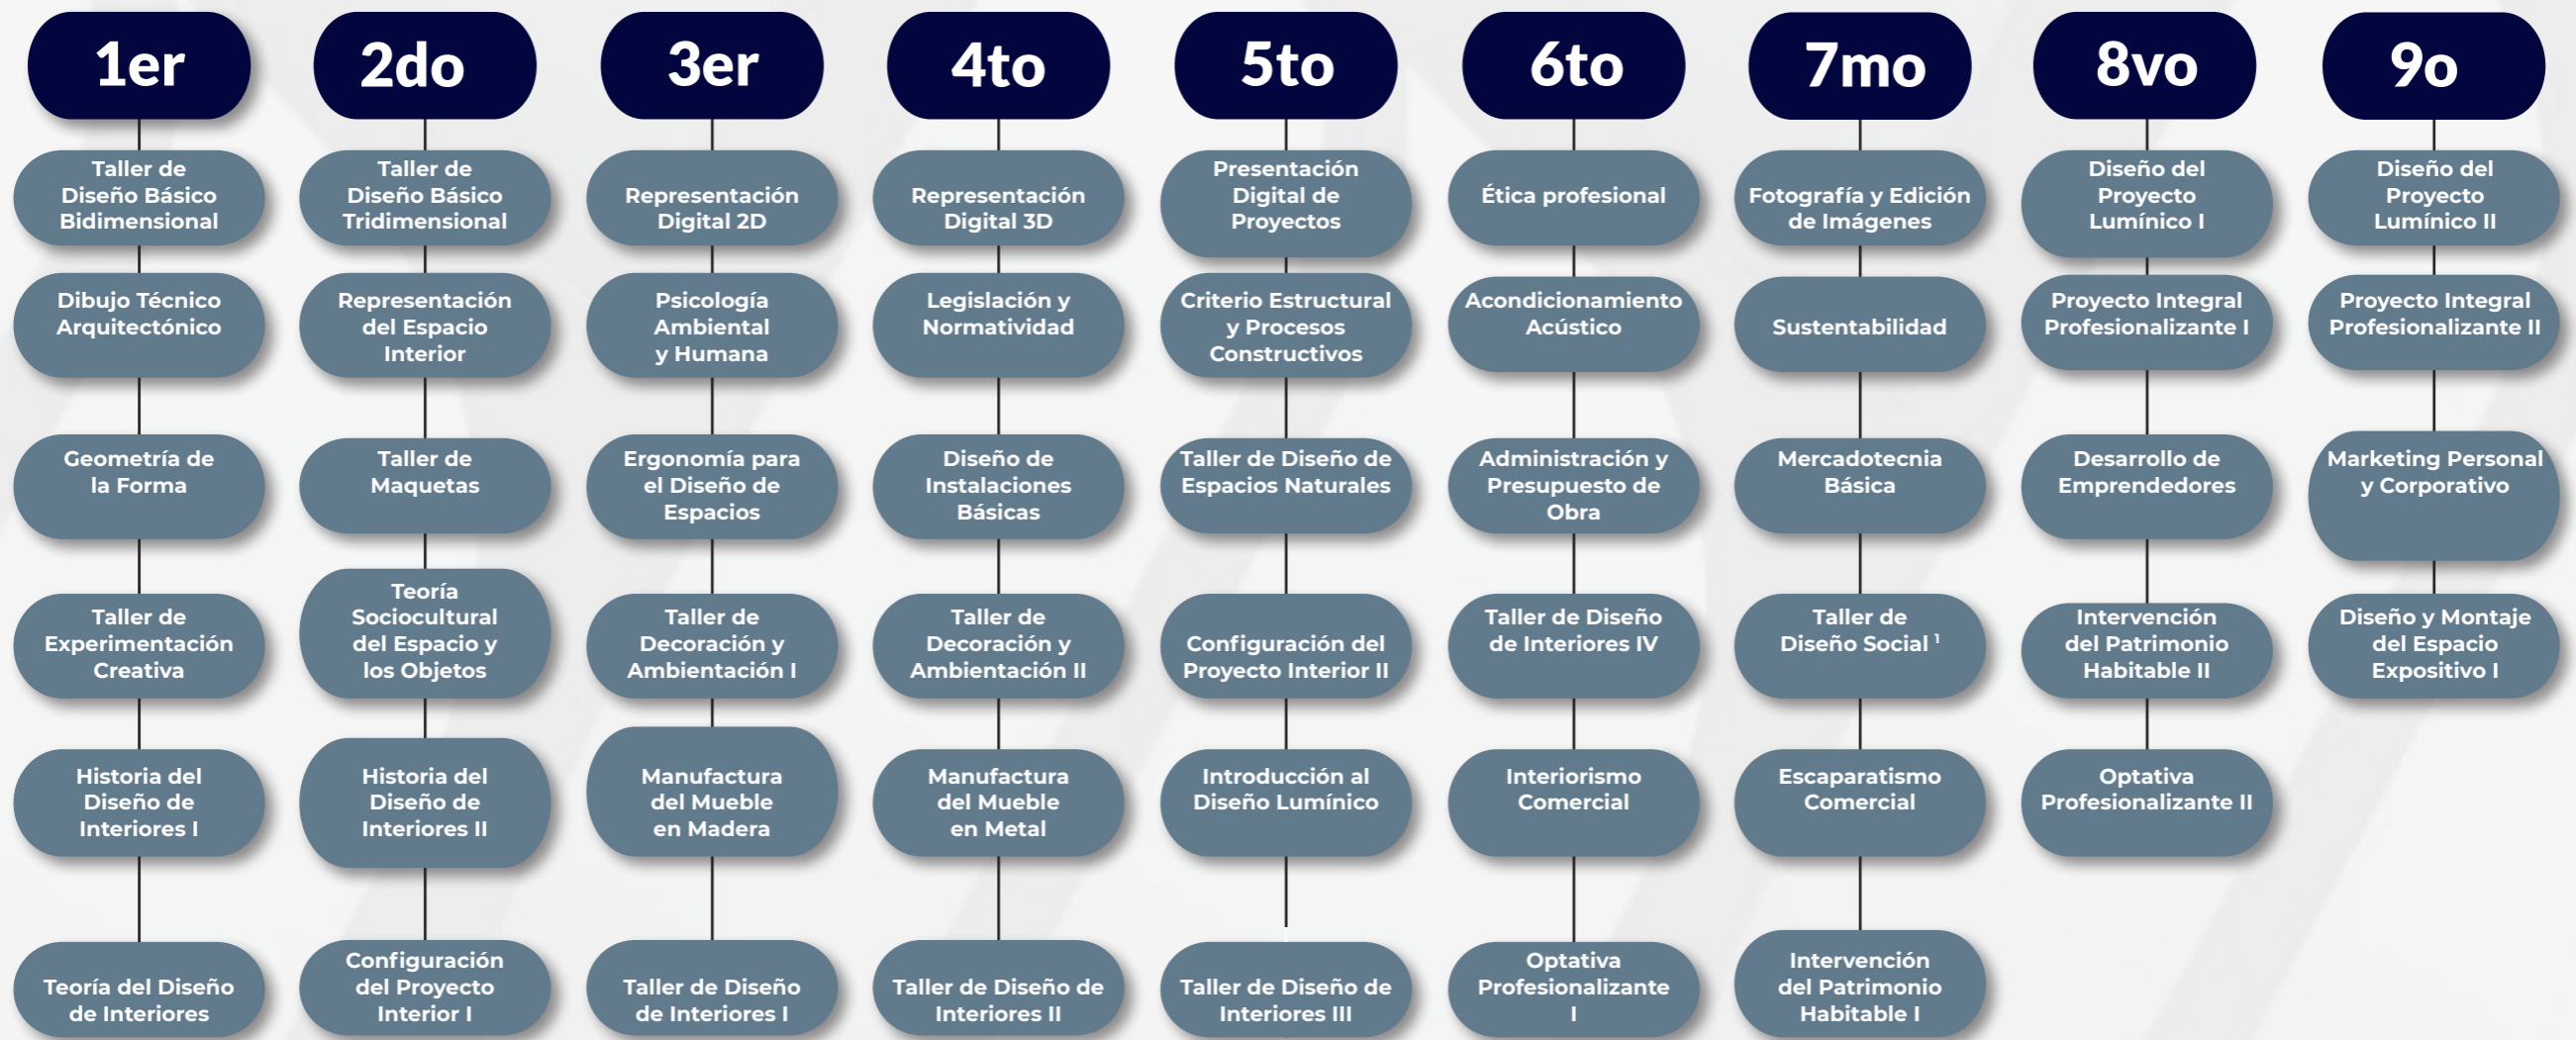 1er
Taller de
Diseño Básico
Bidimensional
Dibujo Técnico
Arquitectónico
Geometría de
la Forma
Taller de
Experimentación
Creativa
Historia del
Diseño de
Interiores I
Teoría del Diseño
de Interiores
2do
Taller de
Diseño Básico
Tridimensional
Representación
del Espacio
Interior
Taller de
Maquetas
Teoría
Sociocultural
del Espacio y
los Objetos
Historia del
Diseño de
Interiores II
Configuración
del Proyecto
Interior I
3er
Representación
Digital 2D
Psicología
Ambiental
y Humana
Ergonomía para
el Diseño de
Espacios
Taller de
Decoración y
Ambientación I
Manufactura
del Mueble
en Madera
Taller de Diseño
de Interiores I
4to
Representación
Digital 3D
Legislación y
Normatividad
Diseño de
Instalaciones
Básicas
Taller de
Decoración y
Ambientación II
Manufactura
del Mueble
en Metal
Taller de Diseño de
Interiores II
5to
Presentación
Digital de
Proyectos
Criterio Estructural
y Procesos
Constructivos
Taller de Diseño de
Espacios Naturales
Configuración del
Proyecto Interior II
Introducción al
Diseño Lumínico
Taller de Diseño de
Interiores III
6to
Ética profesional
Acondicionamiento
Acústico
Administración y
Presupuesto de
Obra
Taller de Diseño
de Interiores IV
Interiorismo
Comercial
Optativa
Profesionalizante
I
7mo
Fotografía y Edición
de Imágenes
Sustentabilidad
Mercadotecnia
Básica
Taller de
Diseño Social ¹
Escaparatismo
Comercial
Intervención
del Patrimonio
Habitable I
8vo
Diseño del
Proyecto
Lumínico I
Proyecto Integral
Profesionalizante I
Desarrollo de
Emprendedores
Intervención
del Patrimonio
Habitable II
Optativa
Profesionalizante II
9o
Diseño del
Proyecto
Lumínico II
Proyecto Integral
Profesionalizante II
Marketing Personal
y Corporativo
Diseño y Montaje
del Espacio
Expositivo I